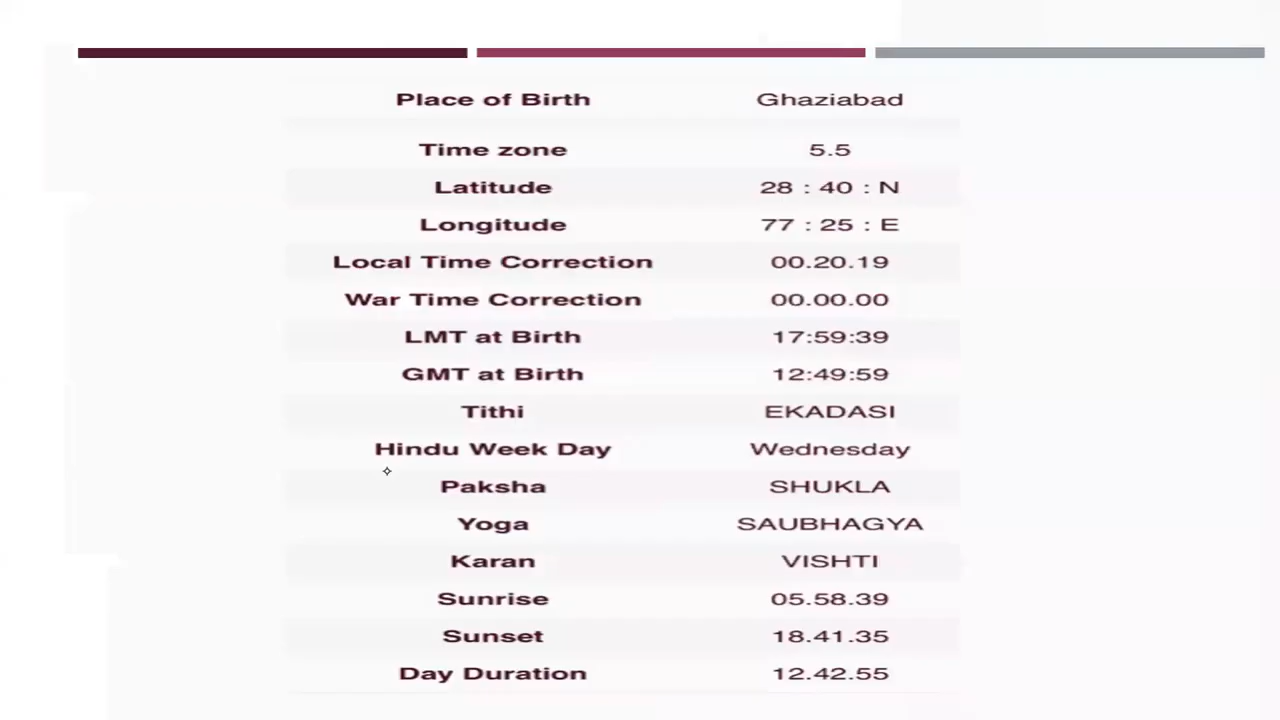 Place of Birth Ghaziabad
Time zone 5.5
Latitude 28 : 40 : N
Longitude 77 : 25 : E
Local Time Correction 00.20.19
War Time Correction 00.00.00
LMT at Birth 17:59:39
GMT at Birth 12:49:59
Tithi EKADASI
Hindu Week Day Wednesday
Paksha SHUKLA
Yoga SAUBHAGYA
Karan VISHTI
Sunrise 05.58.39
Sunset 18.41.35
Day Duration 12.42.55